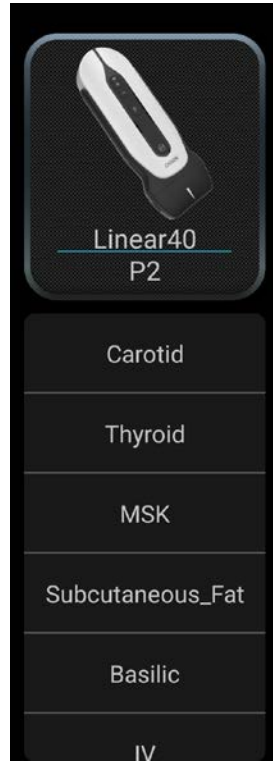 Linear40
P2
Carotid
Thyroid
MSK
Subcutaneous_Fat
Basilic
IV